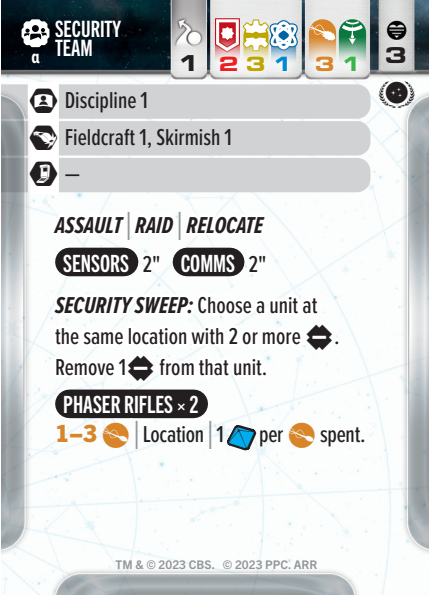 SECURITY
TEAM
α
1
2 3 1
3 1
3
Discipline 1
Fieldcraft 1, Skirmish 1
—
ASSAULT | RAID | RELOCATE
SENSORS 2" COMMS 2"
SECURITY SWEEP: Choose a unit at
the same location with 2 or more .
Remove 1 from that unit.
PHASER RIFLES × 2
1–3 | Location | 1 per spent.
TM & © 2023 CBS. © 2023 PPC. ARR